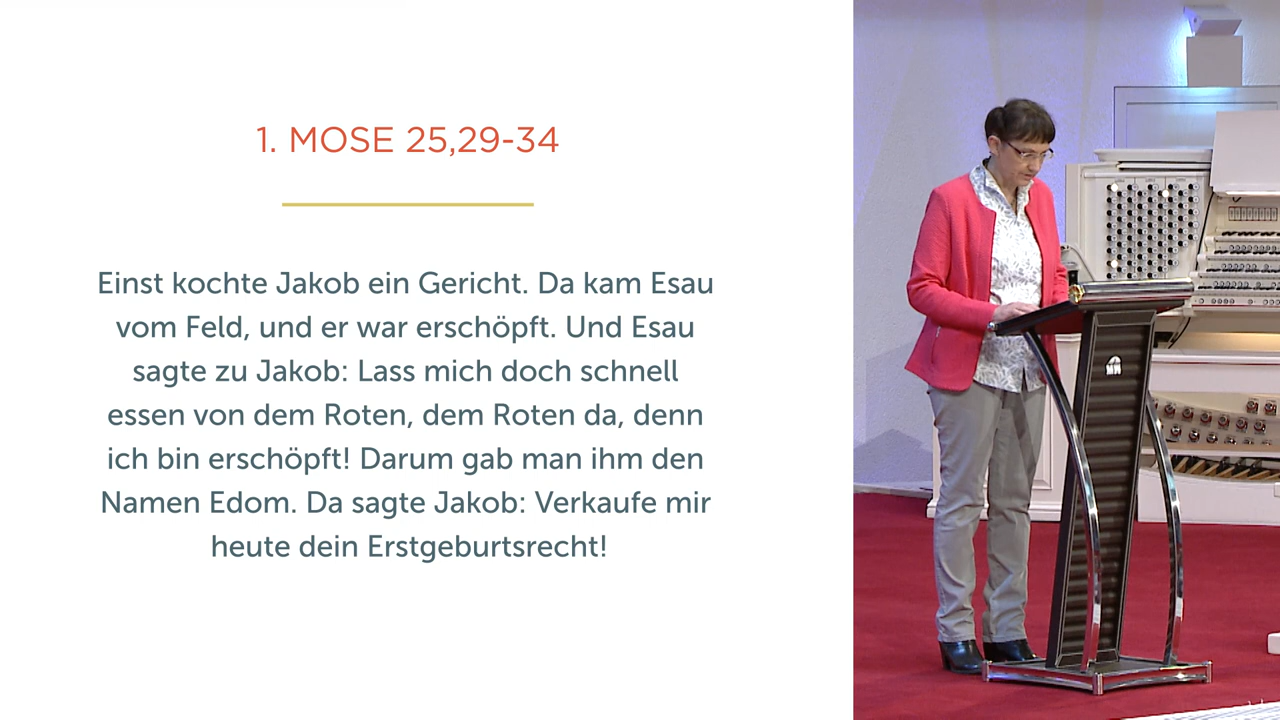 1. MOSE 25,29-34
Einst kochte Jakob ein Gericht. Da kam Esau
vom Feld, und er war erschöpft. Und Esau
sagte zu Jakob: Lass mich doch schnell
essen von dem Roten, dem Roten da, denn
ich bin erschöpft! Darum gab man ihm den
Namen Edom. Da sagte Jakob: Verkaufe mir
heute dein Erstgeburtsrecht!